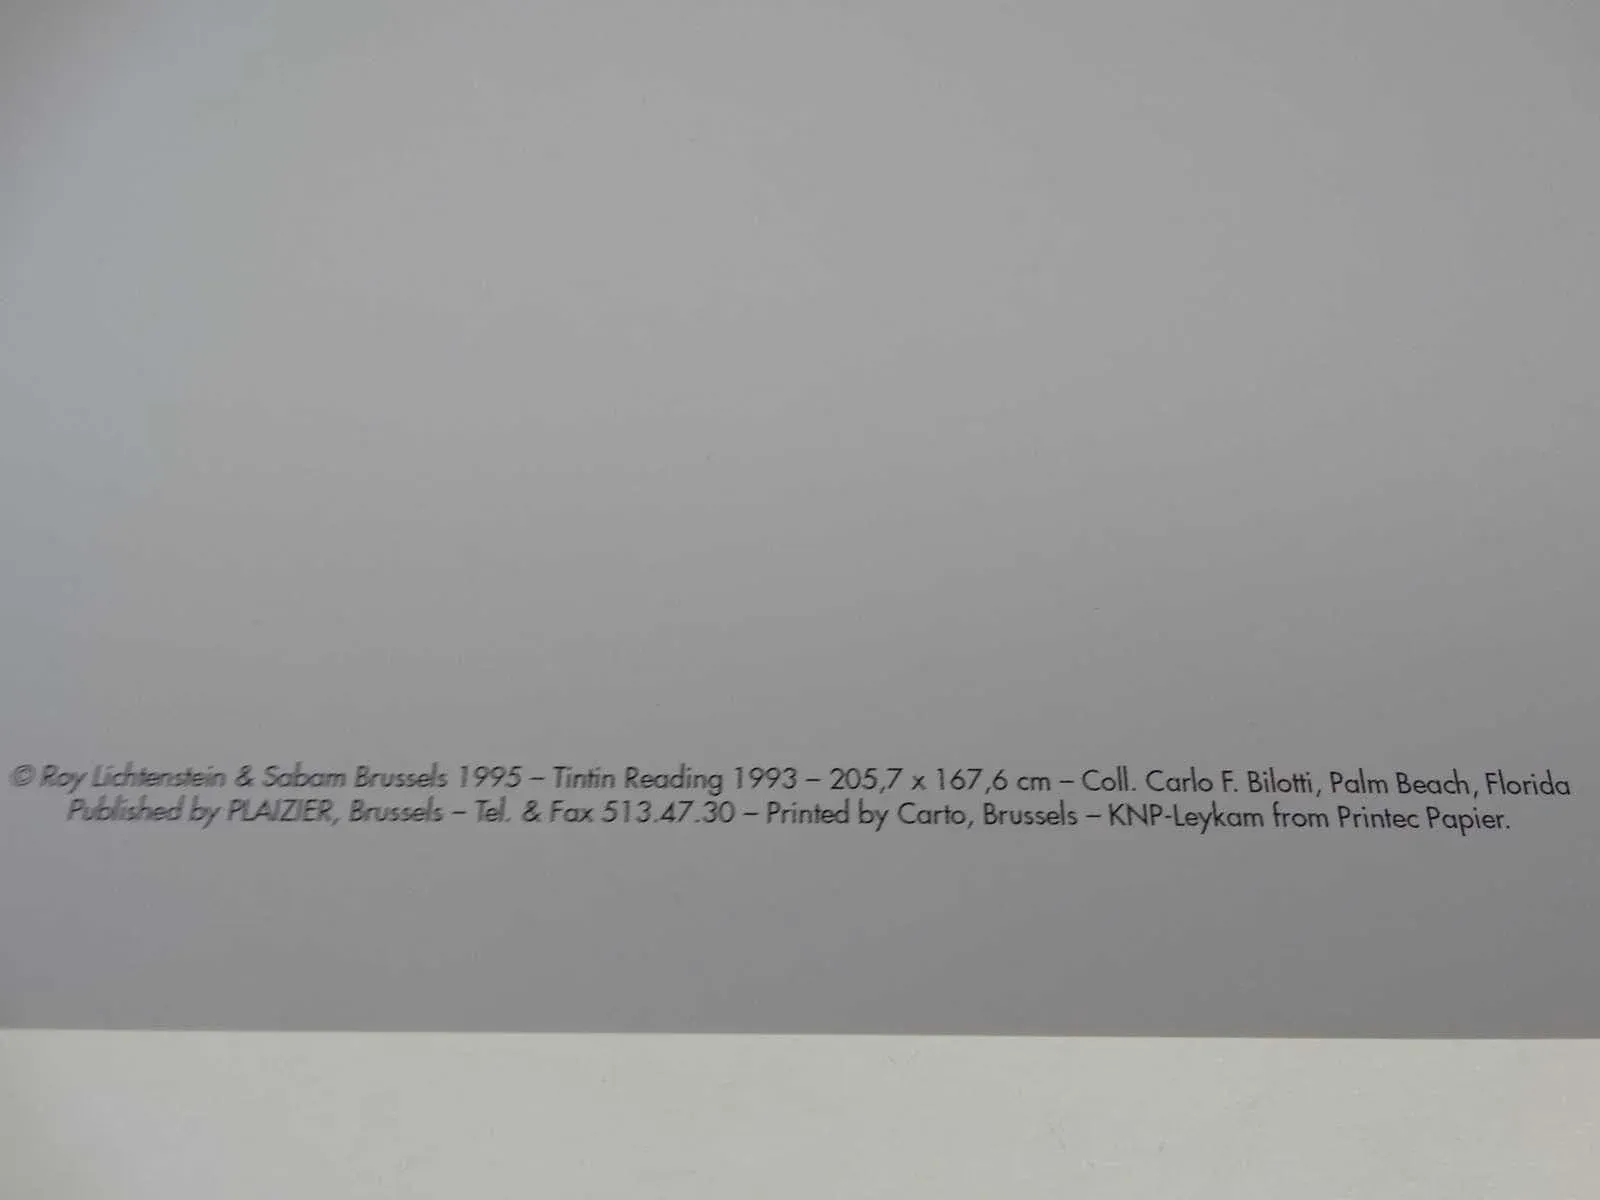 © Roy Lichtenstein & Sabam Brussels 1995 – Tintin Reading 1993 – 205,7 x 167,6 cm – Coll. Carlo F. Bilotti, Palm Beach, Florida
Published by PLAIZIER, Brussels – Tel. & Fax 513.47.30 – Printed by Carto, Brussels – KNP-Leykam from Printec Papier.